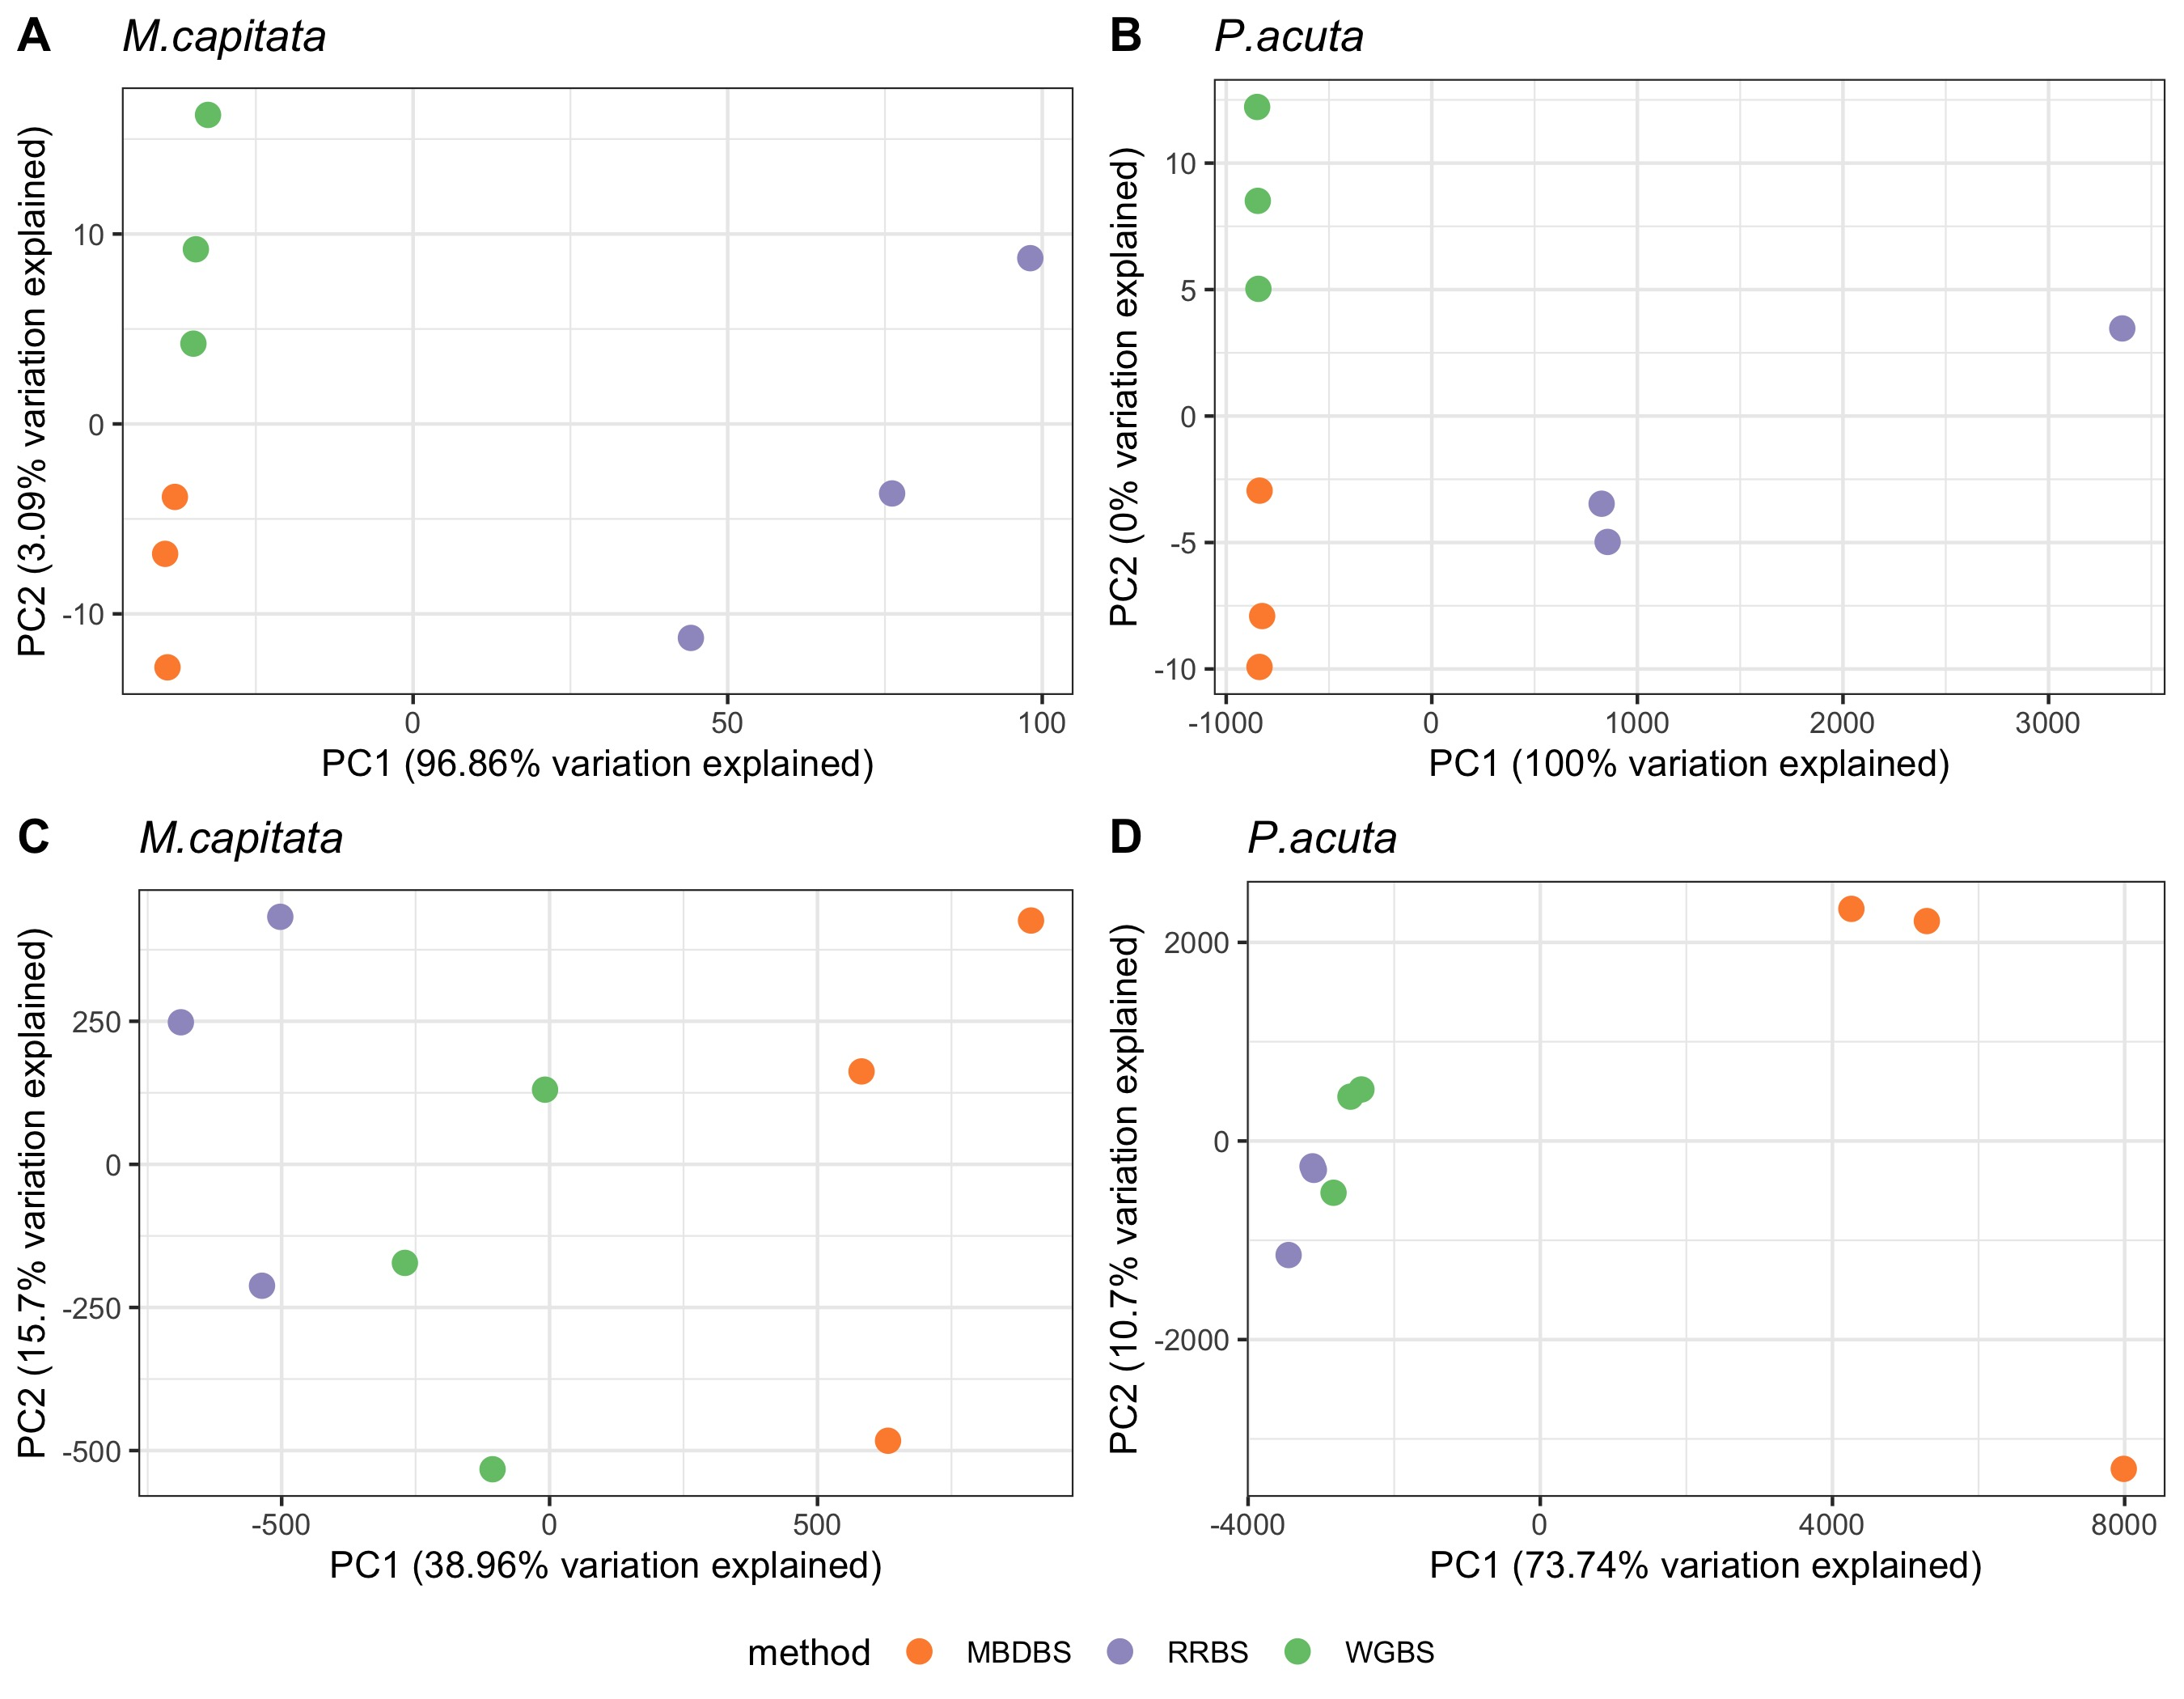 A M.capitata
PC2 (3.09% variation explained)
10
0
-10
0 50 100
PC1 (96.86% variation explained)
B P.acuta
PC2 (0% variation explained)
10
5
0
-5
-10
-1000 0 1000 2000 3000
PC1 (100% variation explained)
C M.capitata
PC2 (15.7% variation explained)
250
0
-250
-500
-500 0 500
PC1 (38.96% variation explained)
D P.acuta
PC2 (10.7% variation explained)
2000
0
-2000
-4000 0 4000 8000
PC1 (73.74% variation explained)
method MBDBS RRBS WGBS